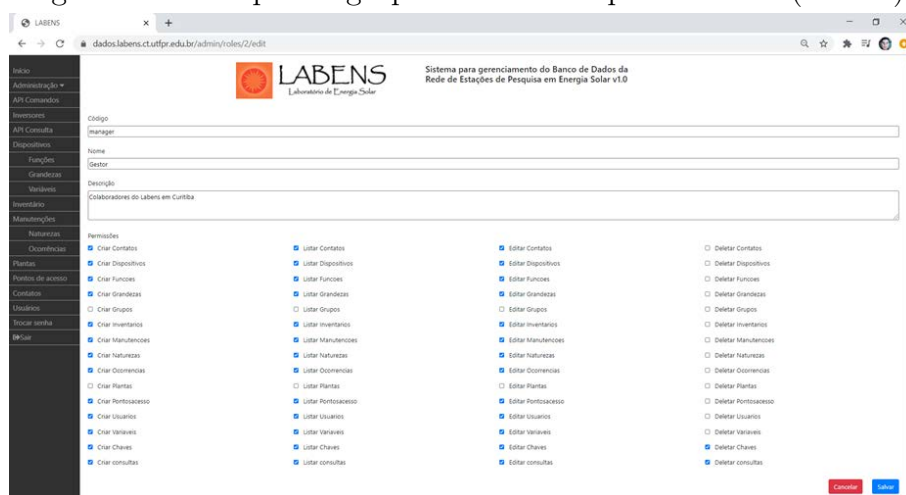 LABENS
dados.labens.ct.utfpr.edu.br/admin/roles/2/edit
LABENS
Laboratório de Energia Solar
Sistema para gerenciamento do Banco de Dados da
Rede de Estações de Pesquisa em Energia Solar v1.0
Início
Administração
API Comandos
Inversores
API Consulta
Dispositivos
Funções
Grandezas
Variáveis
Inventário
Manutenções
Naturezas
Ocorrências
Plantas
Pontos de acesso
Contatos
Usuários
Trocar senha
Sair
Código
manager
Nome
Gestor
Descrição
Colaboradores do Labens em Curitiba
Permissões
Criar Contatos Listar Contatos Editar Contatos Deletar Contatos
Criar Dispositivos Listar Dispositivos Editar Dispositivos Deletar Dispositivos
Criar Funcoes Listar Funcoes Editar Funcoes Deletar Funcoes
Criar Grandezas Listar Grandezas Editar Grandezas Deletar Grandezas
Criar Grupos Listar Grupos Editar Grupos Deletar Grupos
Criar Inventarios Listar Inventarios Editar Inventarios Deletar Inventarios
Criar Manutencoes Listar Manutencoes Editar Manutencoes Deletar Manutencoes
Criar Naturezas Listar Naturezas Editar Naturezas Deletar Naturezas
Criar Ocorrencias Listar Ocorrencias Editar Ocorrencias Deletar Ocorrencias
Criar Plantas Listar Plantas Editar Plantas Deletar Plantas
Criar Pontosacesso Listar Pontosacesso Editar Pontosacesso Deletar Pontosacesso
Criar Usuarios Listar Usuarios Editar Usuarios Deletar Usuarios
Criar Variaveis Listar Variaveis Editar Variaveis Deletar Variaveis
Criar Chaves Listar Chaves Editar Chaves Deletar Chaves
Criar consultas Listar consultas Editar consultas Deletar consultas
Cancelar Salvar